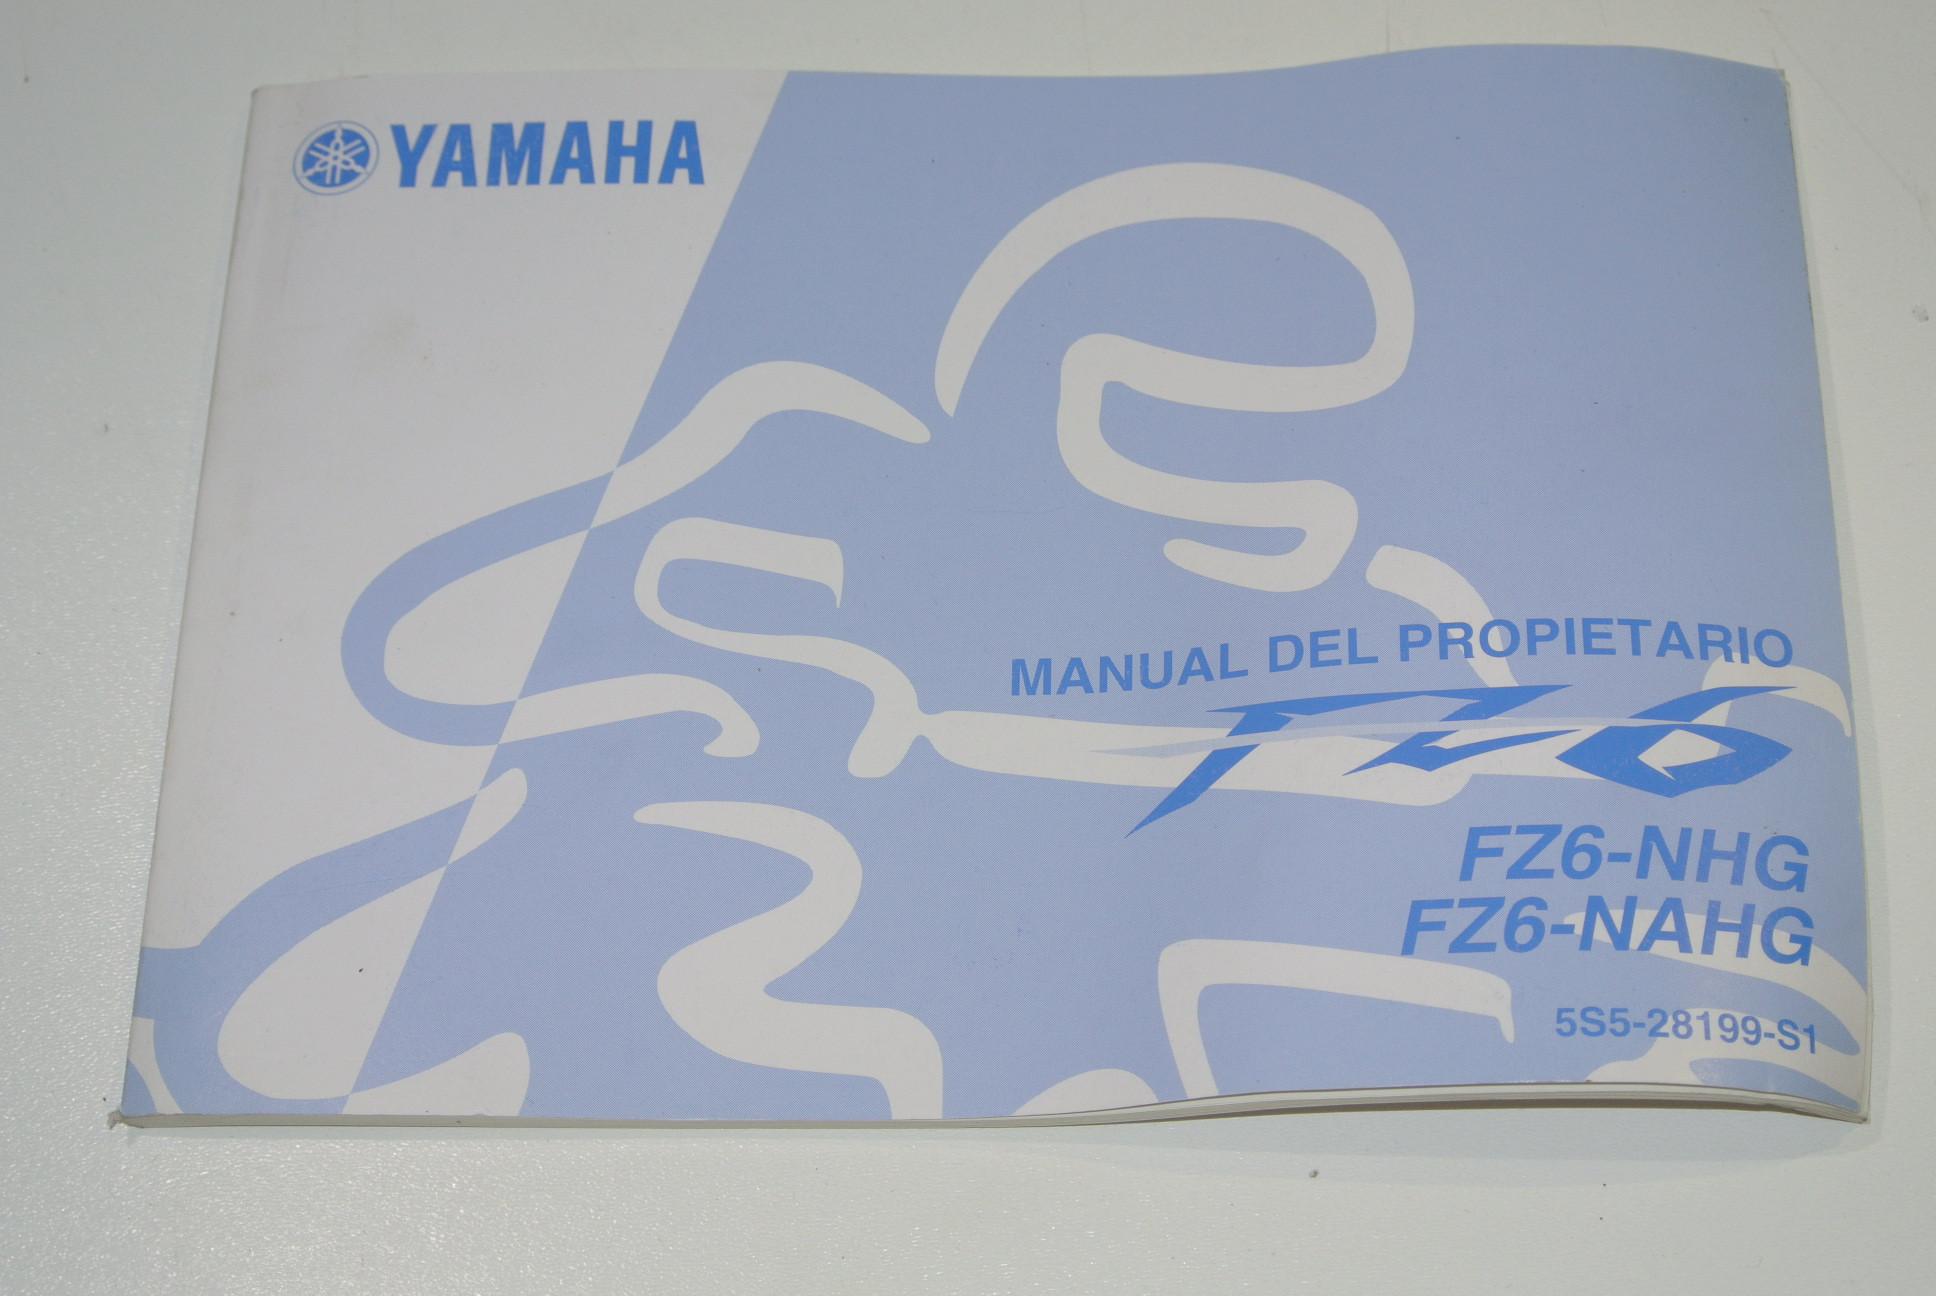 YAMAHA
MANUAL DEL PROPIETARIO
FZ6
FZ6-NHG
FZ6-NAHG
5S5-28199-S1